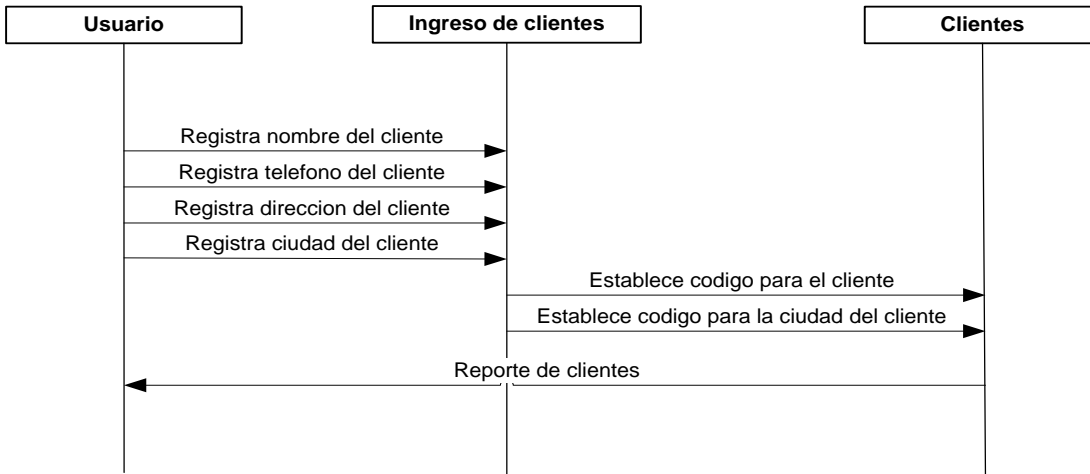 Usuario
Ingreso de clientes
Clientes
Registra nombre del cliente
Registra telefono del cliente
Registra direccion del cliente
Registra ciudad del cliente
Establece codigo para el cliente
Establece codigo para la ciudad del cliente
Reporte de clientes